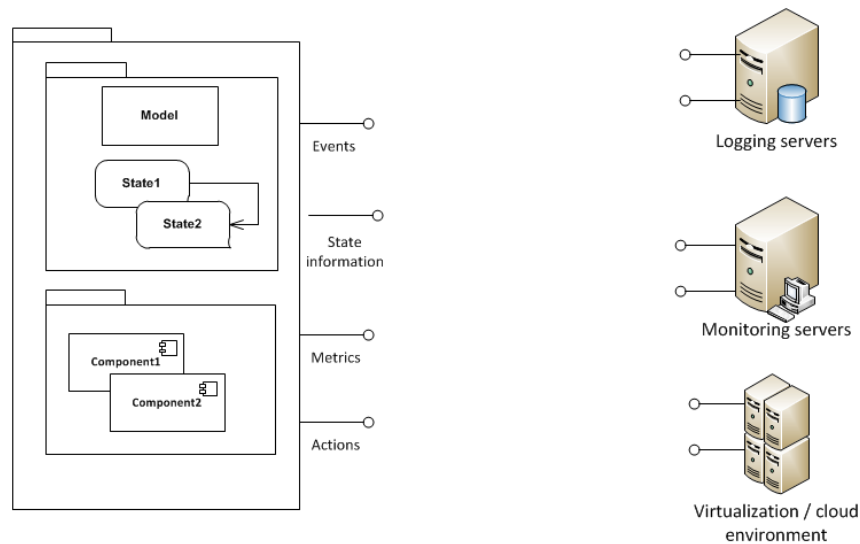 Model
State1
State2
Component1
Component2
Events
State
information
Metrics
Actions
Logging servers
Monitoring servers
Virtualization / cloud
environment